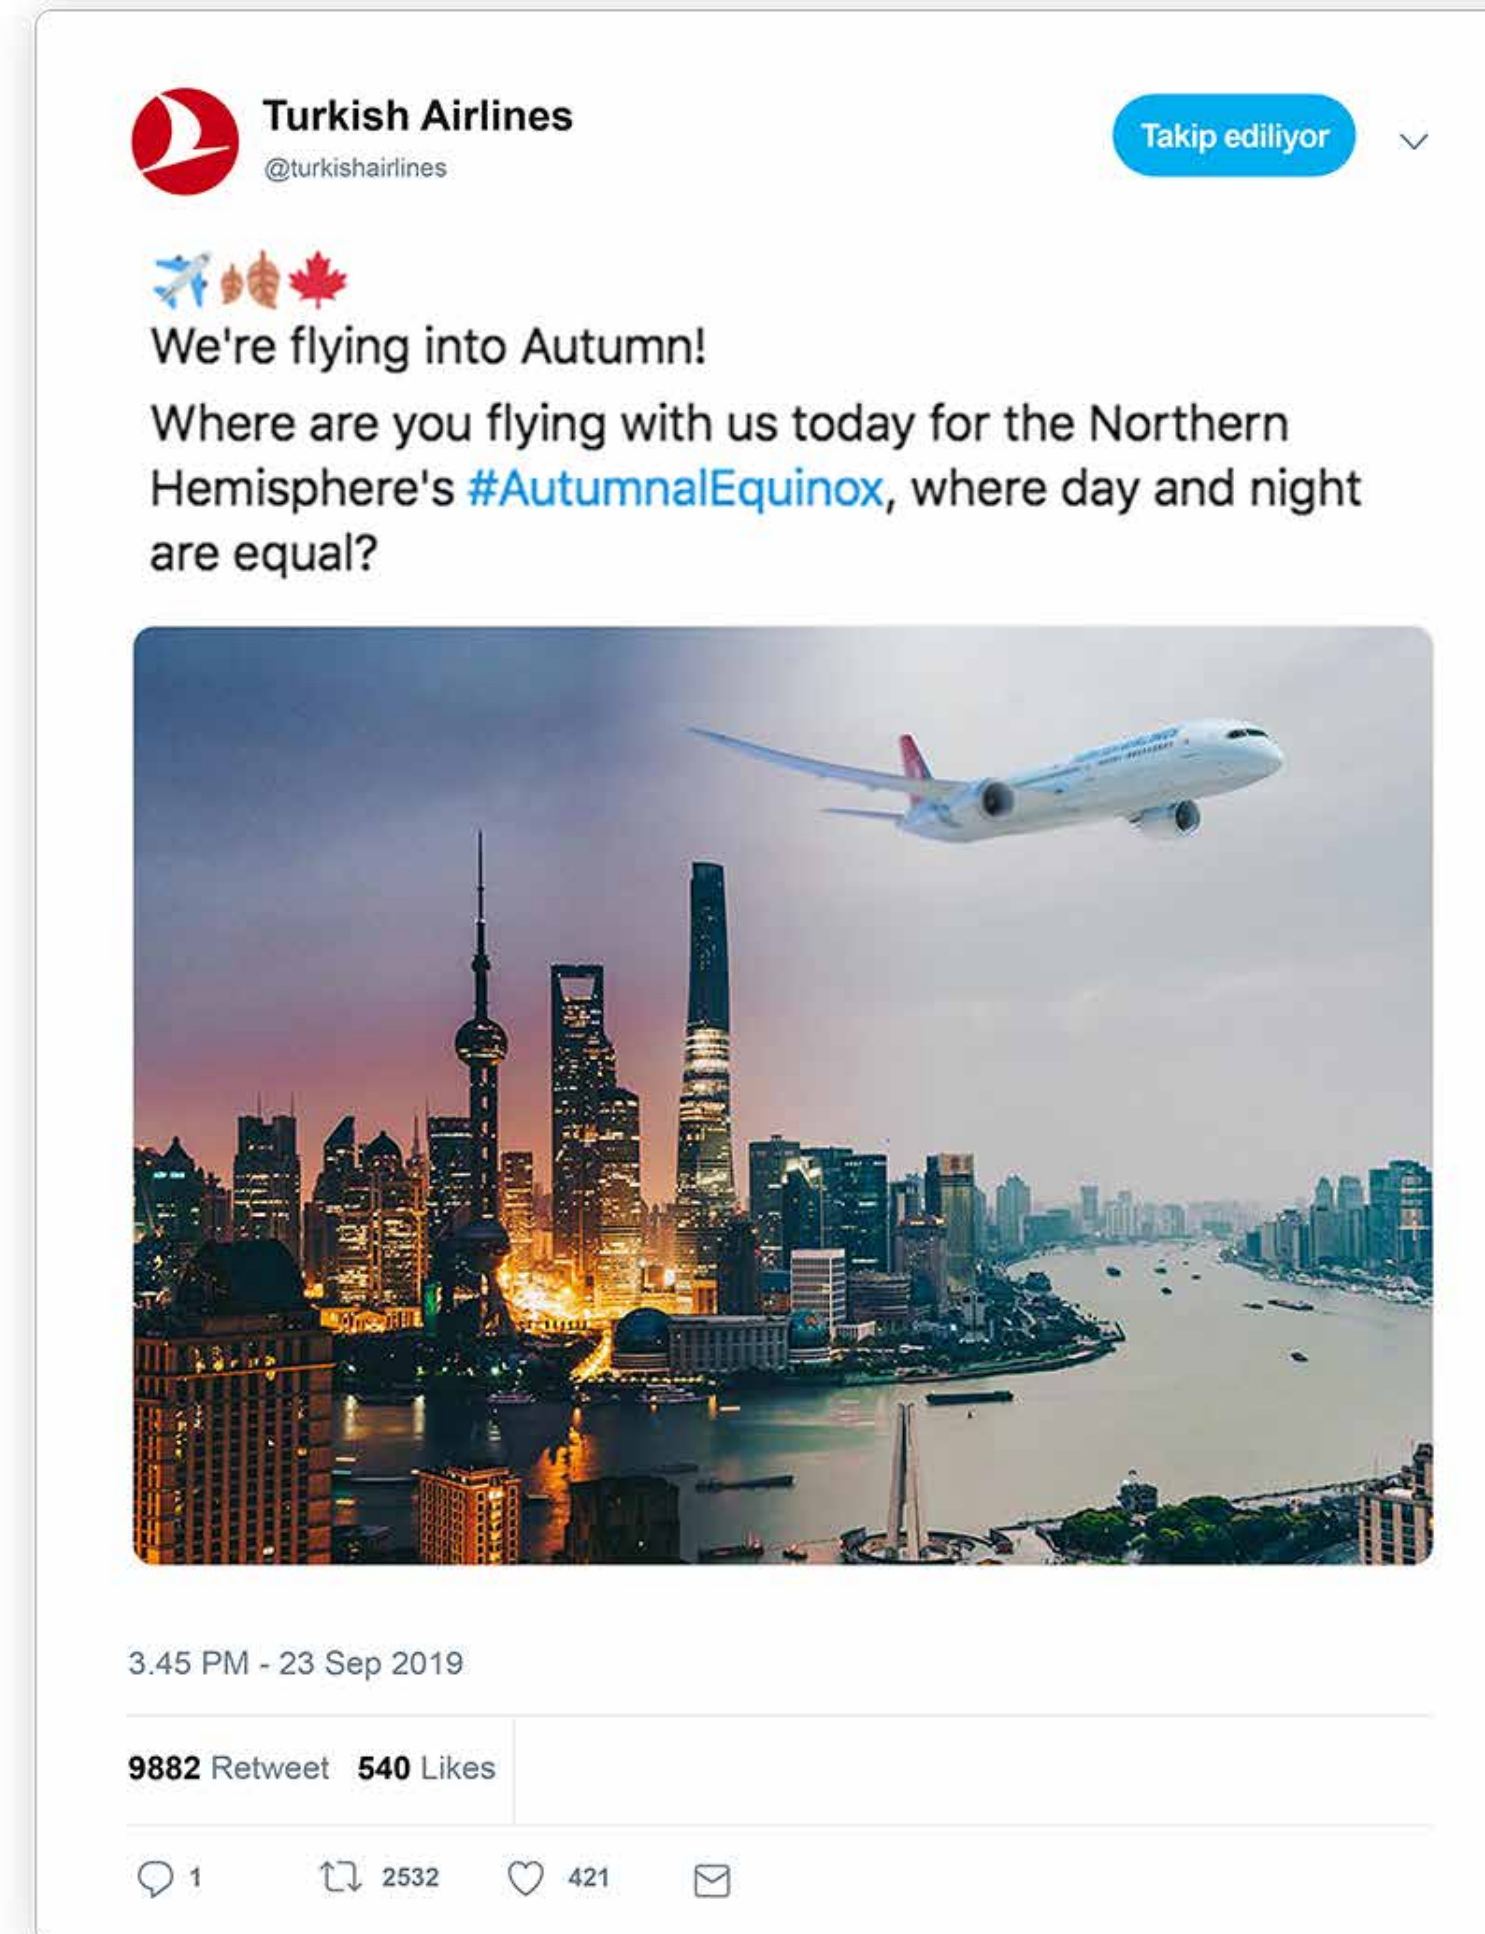 Turkish Airlines
@turkishairlines
Takip ediliyor
We're flying into Autumn!
Where are you flying with us today for the Northern
Hemisphere's #AutumnalEquinox, where day and night
are equal?
3.45 PM - 23 Sep 2019
9882 Retweet 540 Likes
1 2532 421